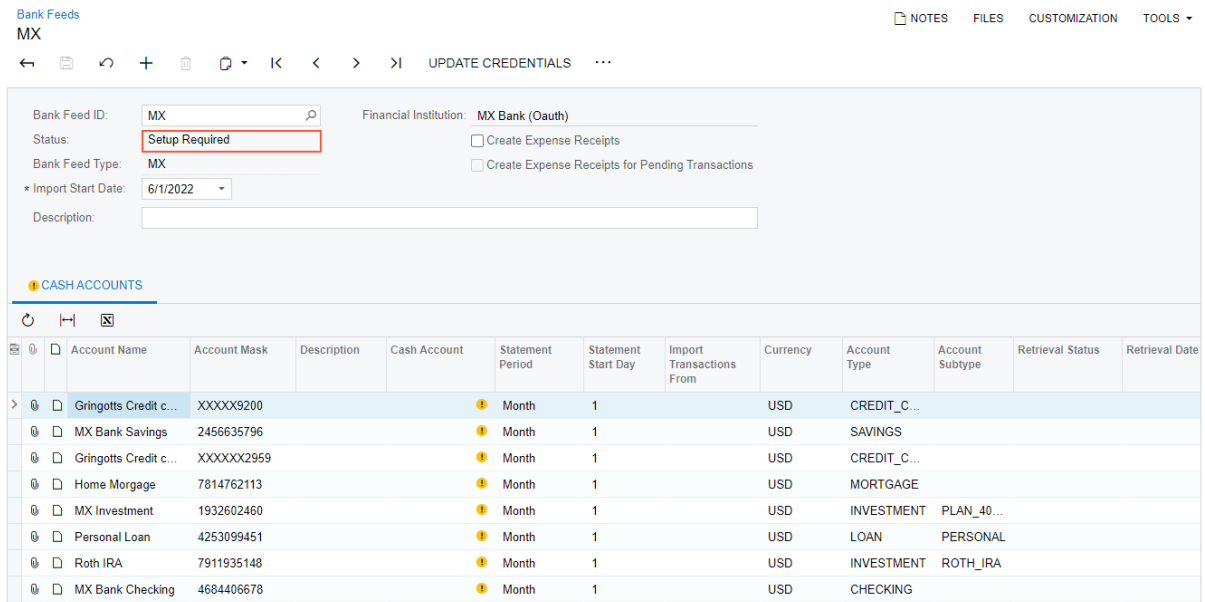 Bank Feeds
MX
NOTES FILES CUSTOMIZATION TOOLS
UPDATE CREDENTIALS ...
Bank Feed ID: MX Financial Institution: MX Bank (Oauth)
Status: Setup Required Create Expense Receipts
Bank Feed Type: MX Create Expense Receipts for Pending Transactions
* Import Start Date: 6/1/2022
Description:
CASH ACCOUNTS
Account Name Account Mask Description Cash Account Statement Period Statement Start Day Import Transactions From Currency Account Type Account Subtype Retrieval Status Retrieval Date
Gringotts Credit c... XXXXX9200 Month 1 USD CREDIT_C...
MX Bank Savings 2456635796 Month 1 USD SAVINGS
Gringotts Credit c... XXXXXX2959 Month 1 USD CREDIT_C...
Home Morgage 7814762113 Month 1 USD MORTGAGE
MX Investment 1932602460 Month 1 USD INVESTMENT PLAN_40...
Personal Loan 4253099451 Month 1 USD LOAN PERSONAL
Roth IRA 7911935148 Month 1 USD INVESTMENT ROTH_IRA
MX Bank Checking 4684406678 Month 1 USD CHECKING